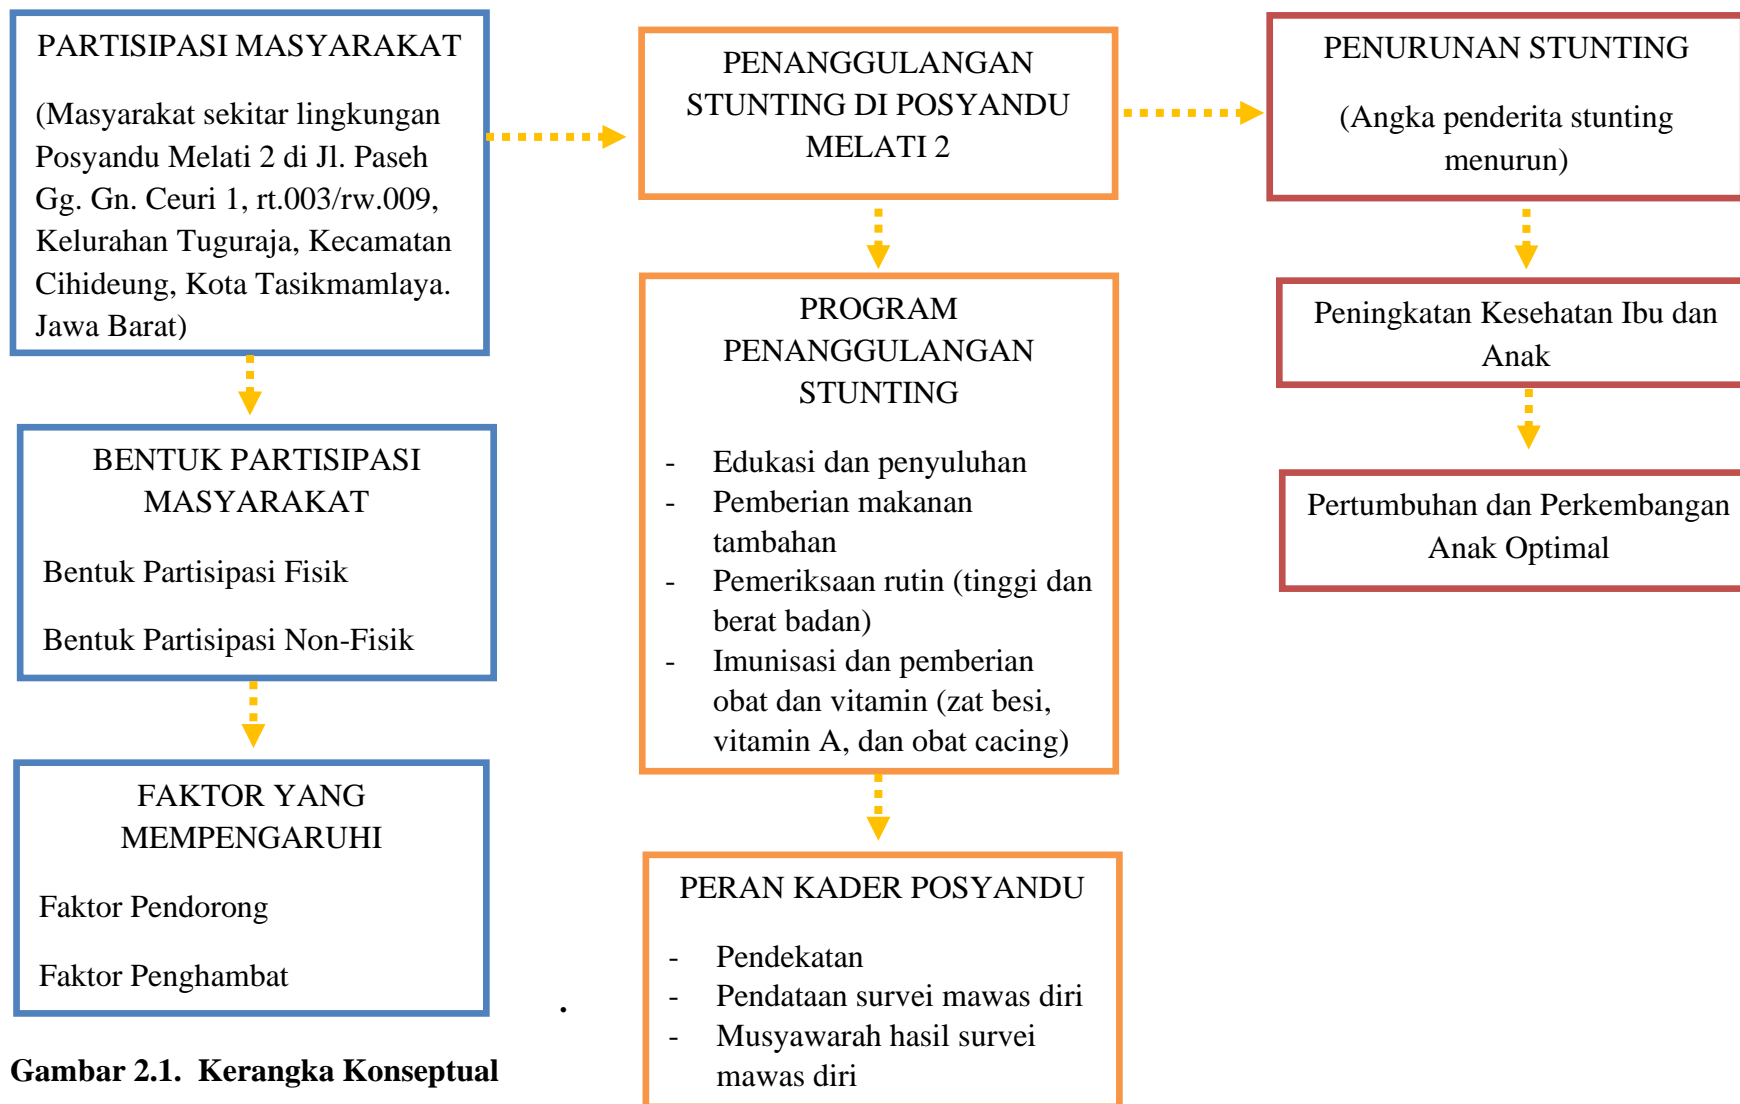 PARTISIPASI MASYARAKAT
(Masyarakat sekitar lingkungan
Posyandu Melati 2 di Jl. Paseh
Gg. Gn. Ceuri 1, rt.003/rw.009,
Kelurahan Tuguraja, Kecamatan
Cihideung, Kota Tasikmamlaya.
Jawa Barat)
BENTUK PARTISIPASI
MASYARAKAT
Bentuk Partisipasi Fisik
Bentuk Partisipasi Non-Fisik
FAKTOR YANG
MEMPENGARUHI
Faktor Pendorong
Faktor Penghambat
PENANGGULANGAN
STUNTING DI POSYANDU
MELATI 2
PROGRAM
PENANGGULANGAN
STUNTING
- Edukasi dan penyuluhan
- Pemberian makanan
tambahan
- Pemeriksaan rutin (tinggi dan
berat badan)
- Imunisasi dan pemberian
obat dan vitamin (zat besi,
vitamin A, dan obat cacing)
PERAN KADER POSYANDU
- Pendekatan
- Pendataan survei mawas diri
- Musyawarah hasil survei
mawas diri
PENURUNAN STUNTING
(Angka penderita stunting
menurun)
Peningkatan Kesehatan Ibu dan
Anak
Pertumbuhan dan Perkembangan
Anak Optimal
.
Gambar 2.1. Kerangka Konseptual